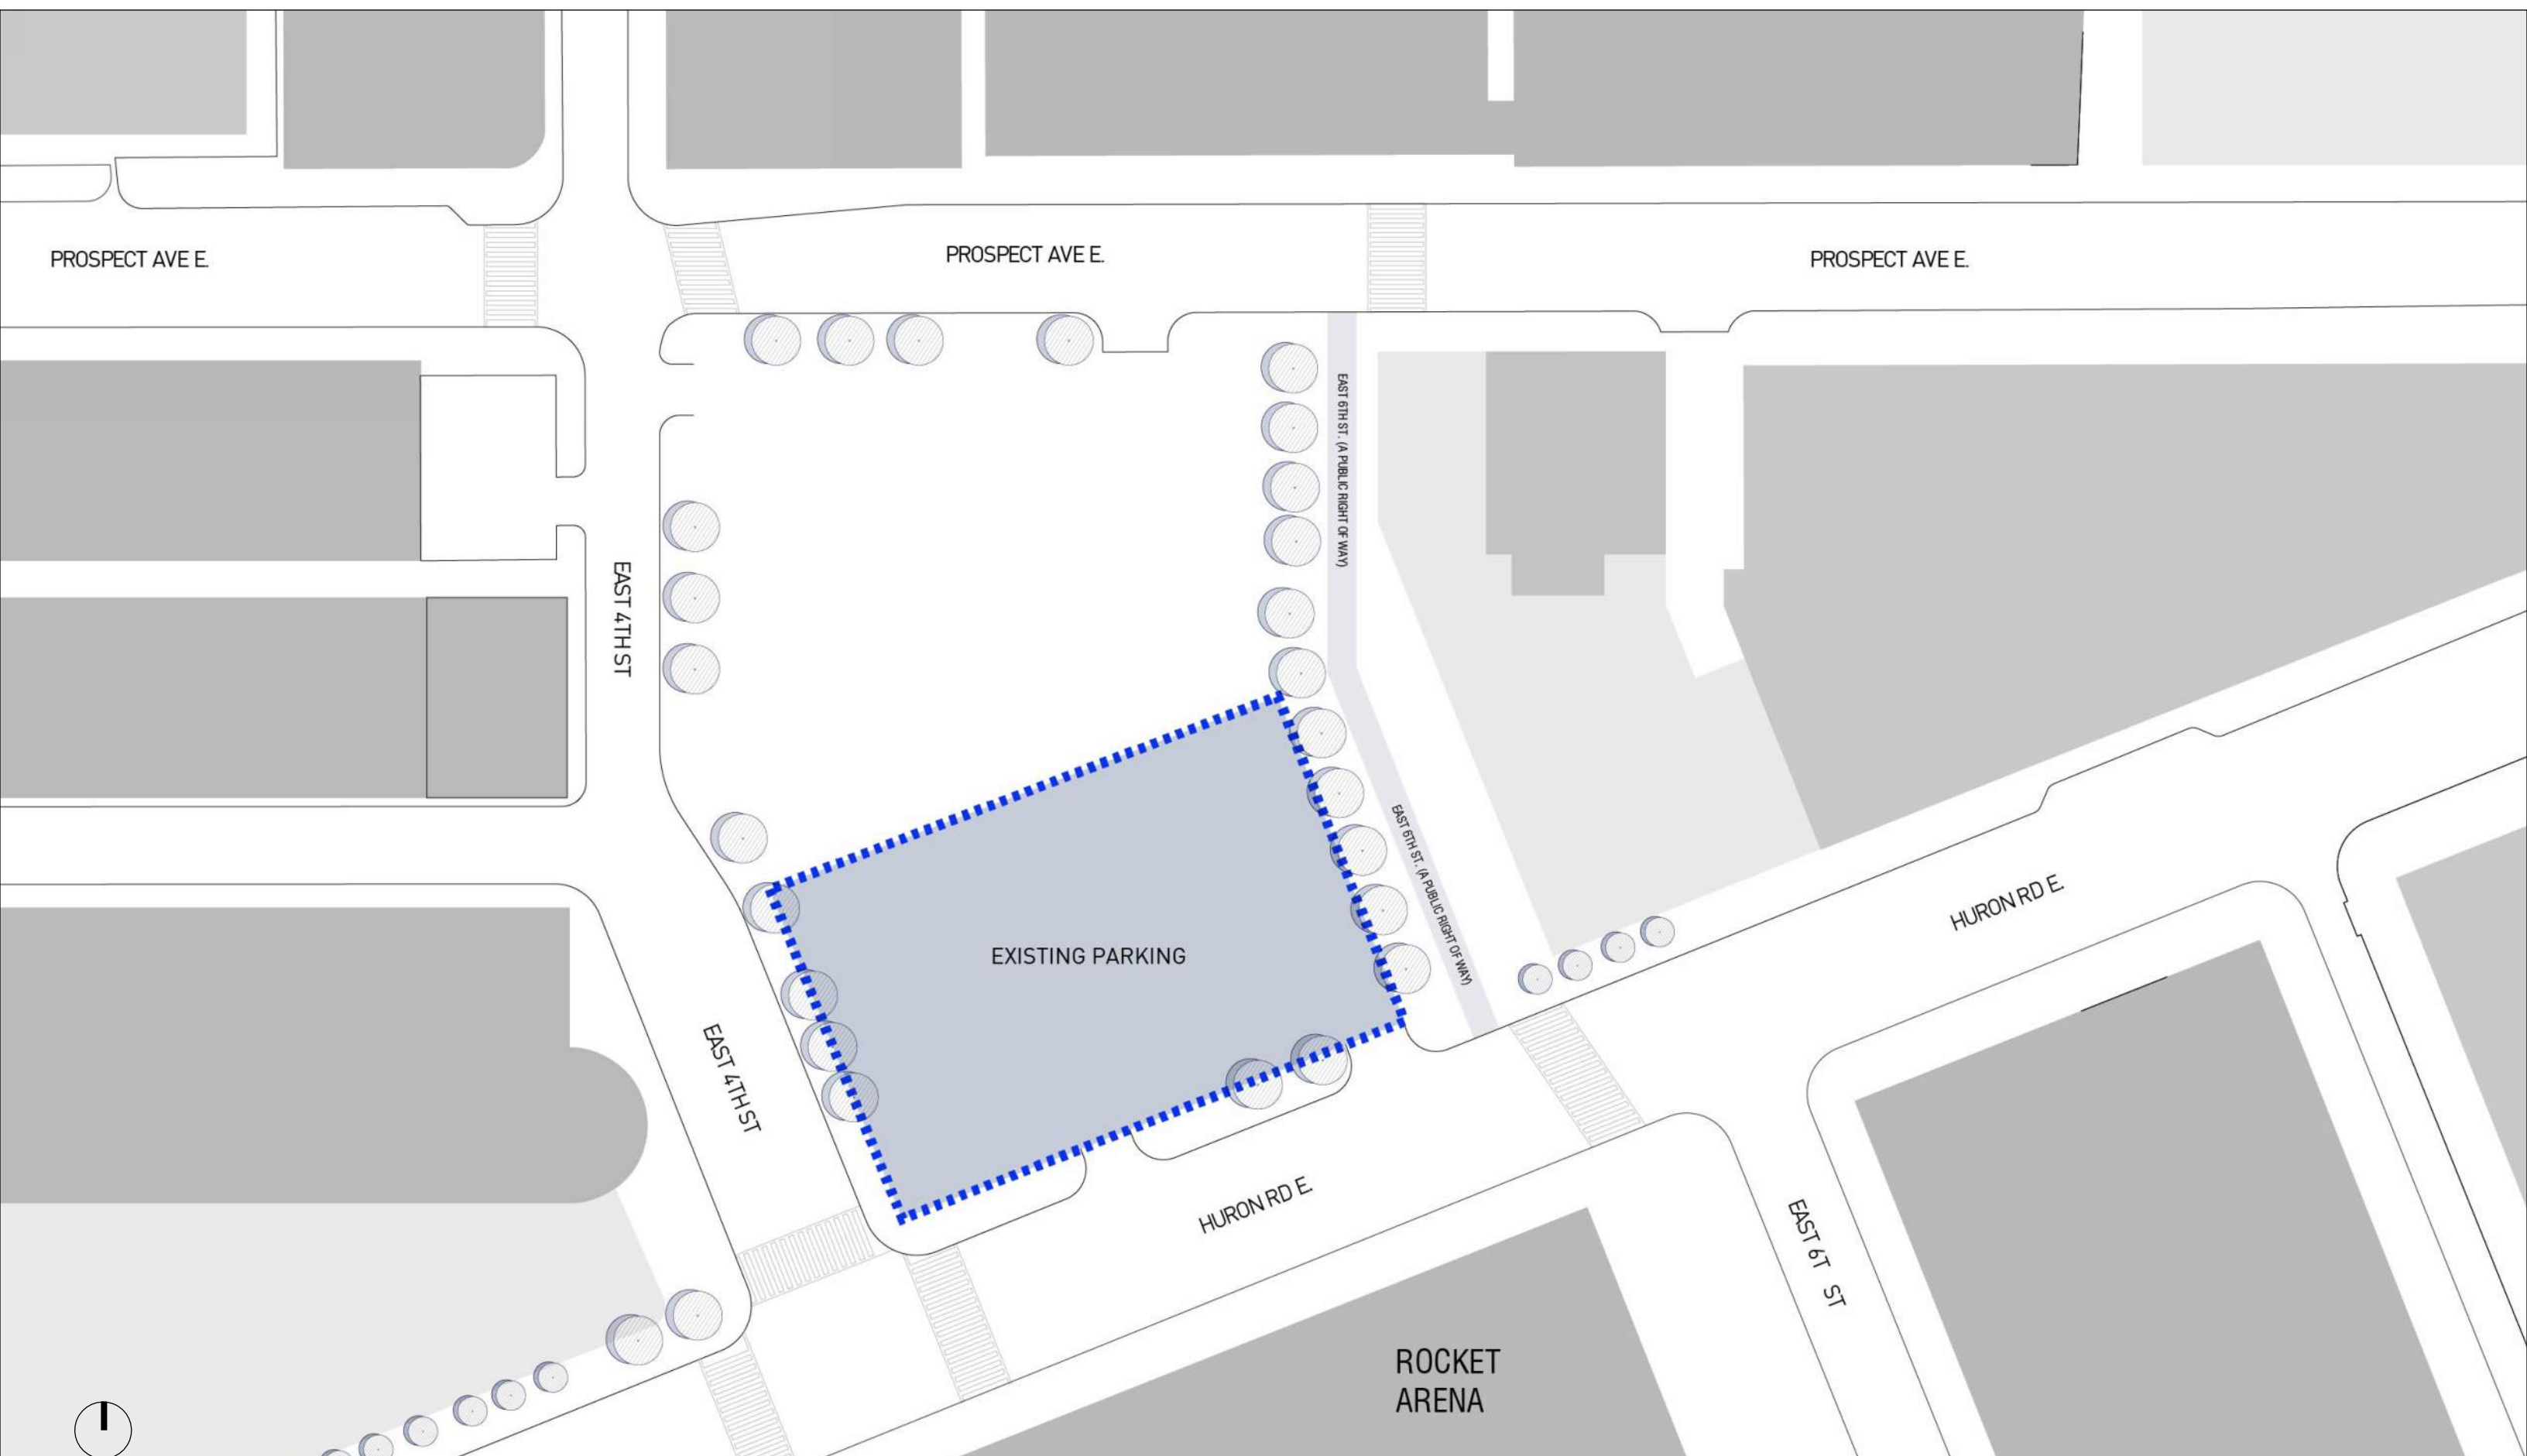 PROSPECT AVE E.
PROSPECT AVE E.
PROSPECT AVE E.
EAST 6TH ST. (A PUBLIC RIGHT OF WAY)
EAST 4TH ST
EAST 6TH ST. (A PUBLIC RIGHT OF WAY)
HURON RD E.
EXISTING PARKING
EAST 4TH ST
HURON RD E.
EAST 6T ST
ROCKET
ARENA